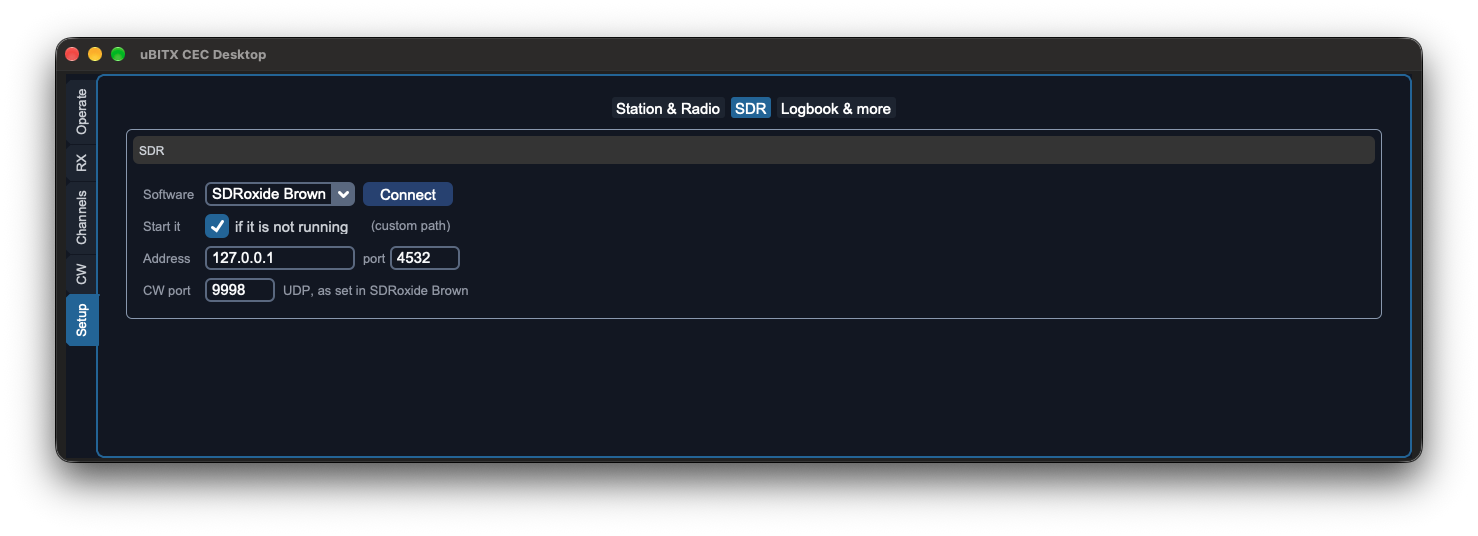 uBITX CEC Desktop
Operate
RX
Channels
CW
Setup
Station & Radio SDR Logbook & more
SDR
Software SDRoxide Brown Connect
Start it if it is not running (custom path)
Address 127.0.0.1 port 4532
CW port 9998 UDP, as set in SDRoxide Brown